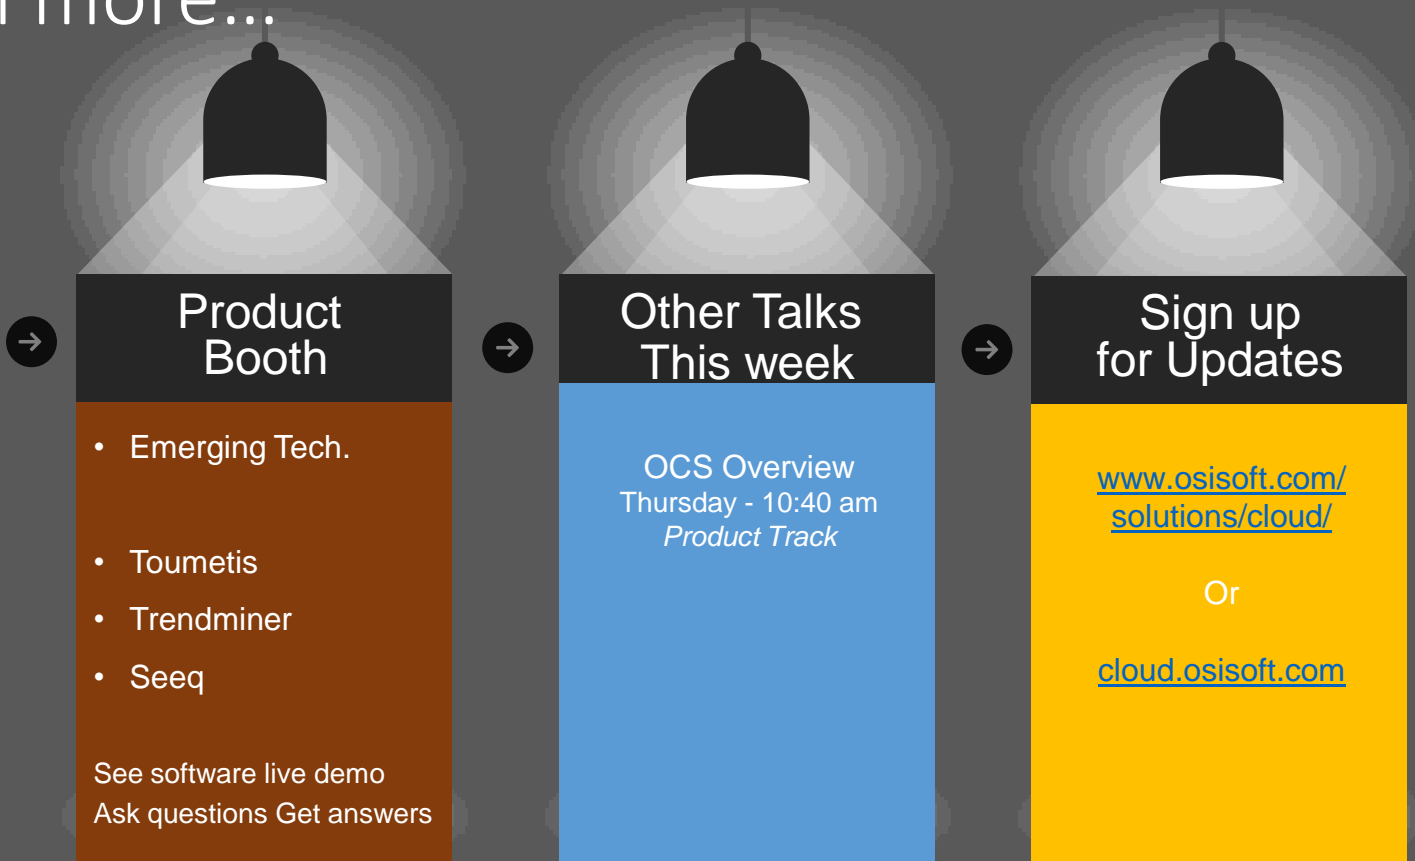 more...
Product
Booth
• Emerging Tech.
• Toumetis
• Trendminer
• Seeq
See software live demo
Ask questions Get answers
Other Talks
This week
OCS Overview
Thursday - 10:40 am
Product Track
Sign up
for Updates
www.osisoft.com/
solutions/cloud/
Or
cloud.osisoft.com